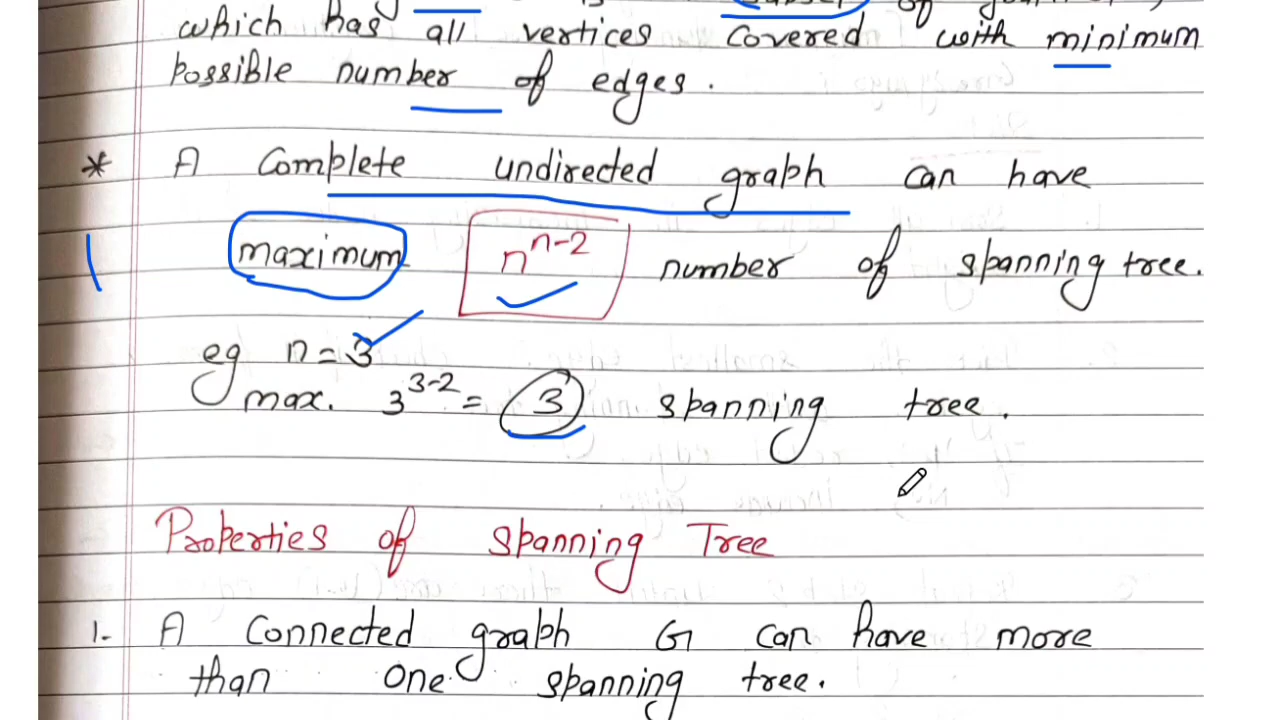 which has all vertices covered with minimum
possible number of edges.
* A Complete undirected graph can have
maximum n^{n-2} number of spanning tree.
eg n=3
max. 3^{3-2} = 3 spanning tree.
Properties of spanning Tree
1. A connected graph G can have more
than one spanning tree.